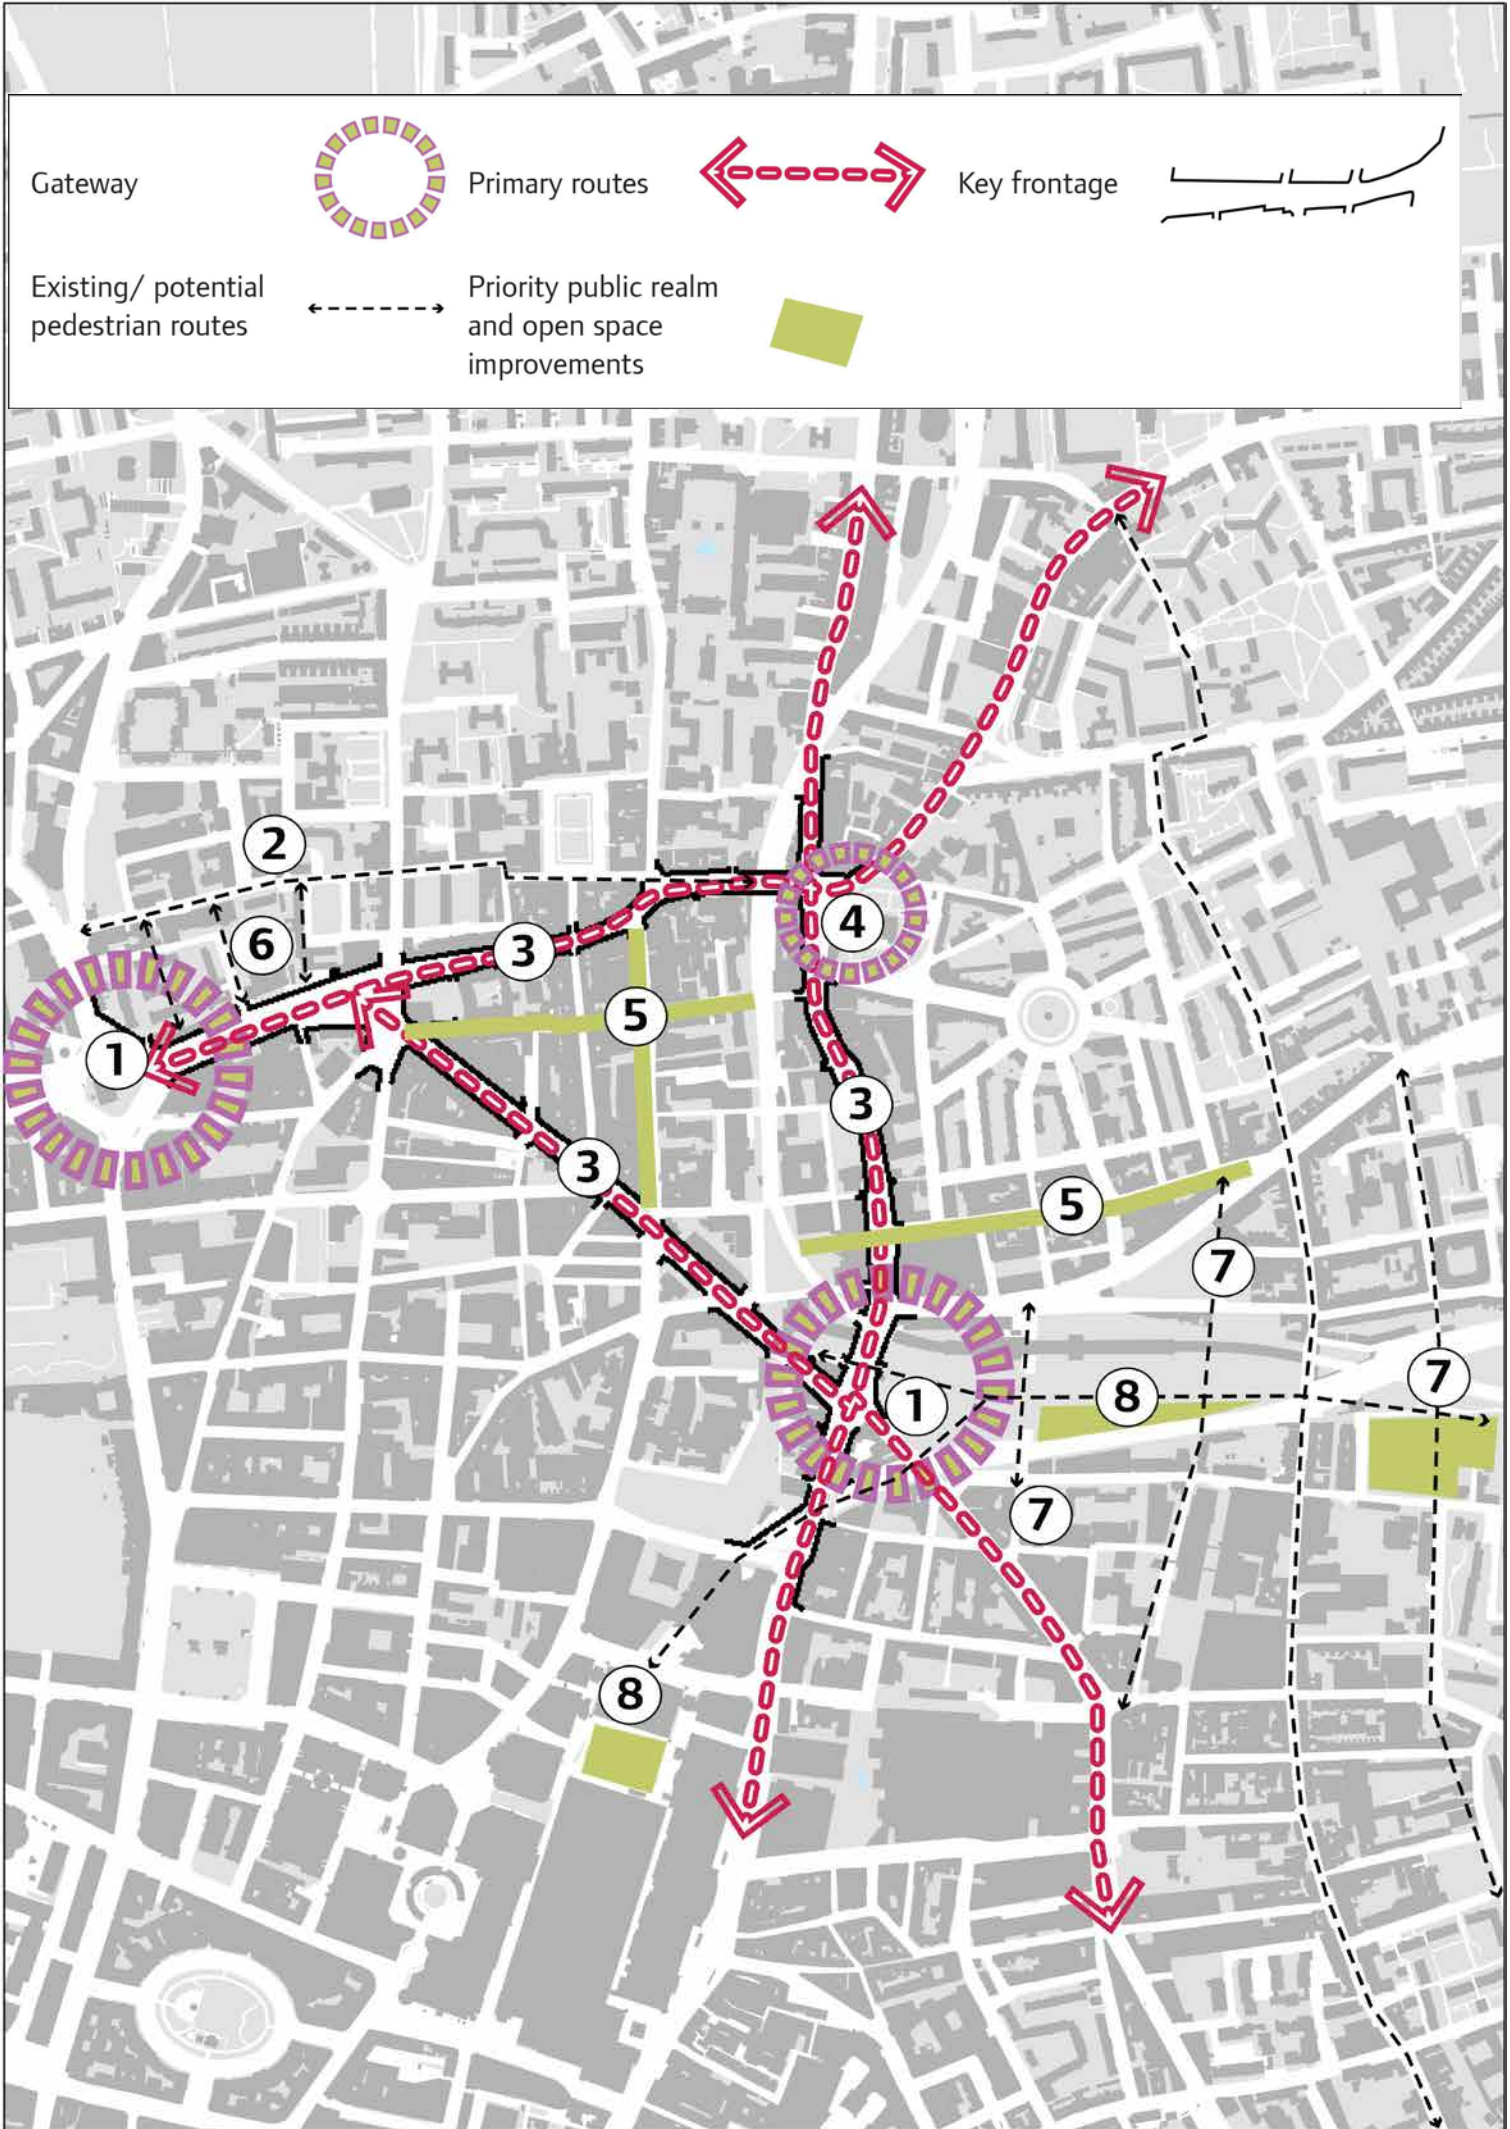 Gateway
Primary routes
Key frontage
Existing/ potential
pedestrian routes
Priority public realm
and open space
improvements
2
4
6
3
5
1
3
3
5
7
7
8
1
7
8